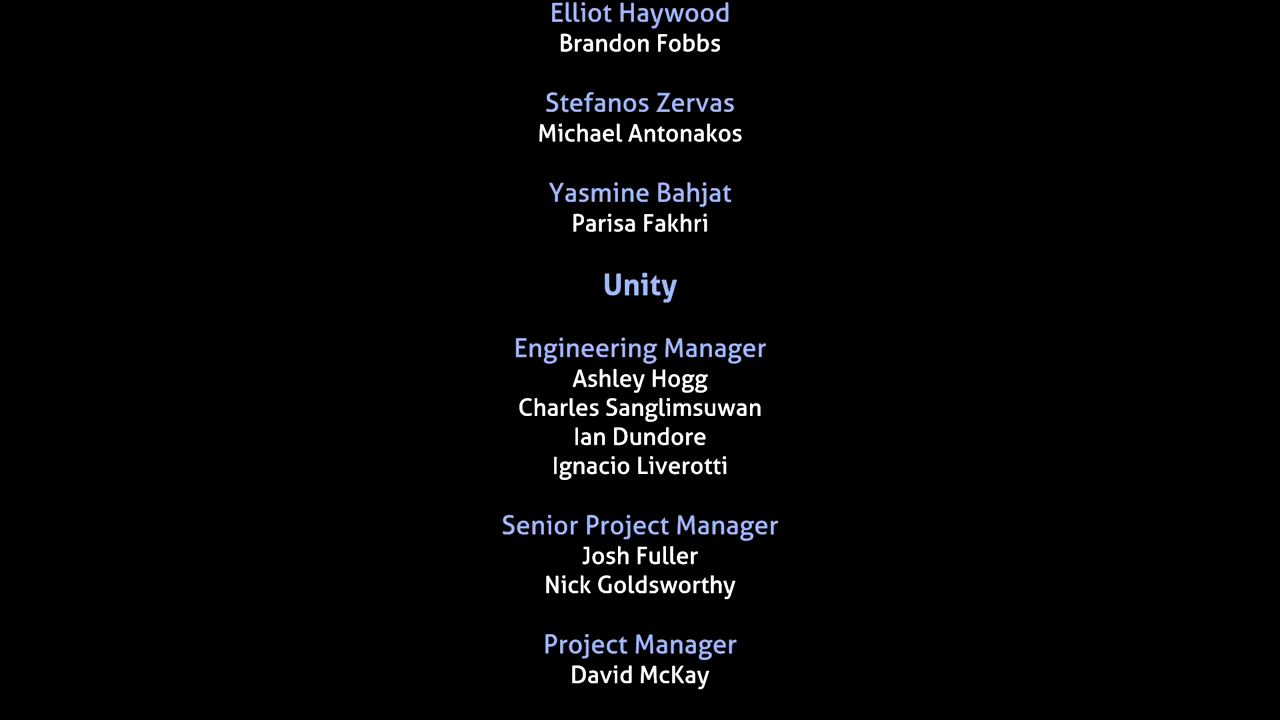 Elliot Haywood
Brandon Fobbs
Stefanos Zervas
Michael Antonakos
Yasmine Bahjat
Parisa Fakhri
Unity
Engineering Manager
Ashley Hogg
Charles Sanglimsuwan
Ian Dundore
Ignacio Liverotti
Senior Project Manager
Josh Fuller
Nick Goldsworthy
Project Manager
David McKay